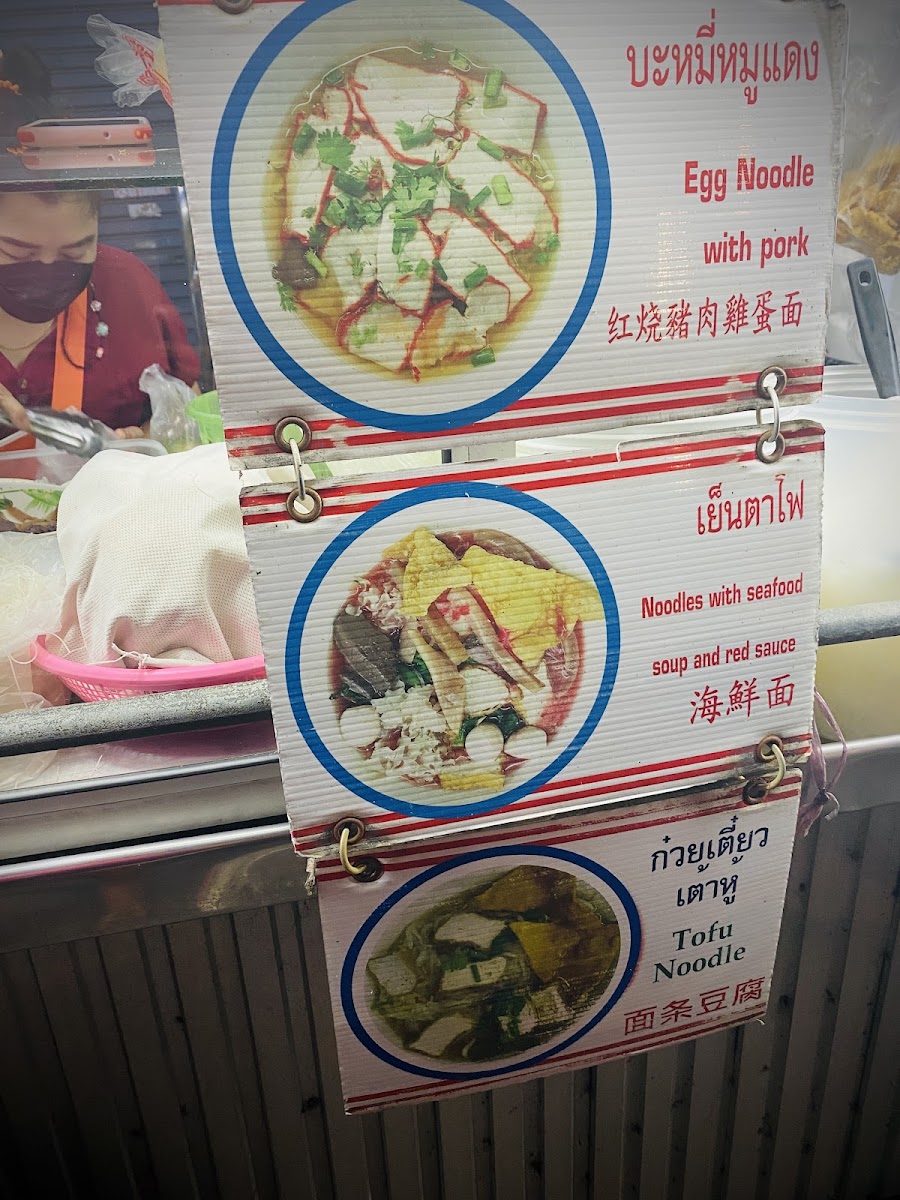 บะหมี่หมูแดง
Egg Noodle
with pork
红烧豬肉雞蛋面
เย็นตาโฟ
Noodles with seafood
soup and red sauce
海鮮面
ก๋วยเตี๋ยว
เต้าหู้
Tofu
Noodle
面条豆腐